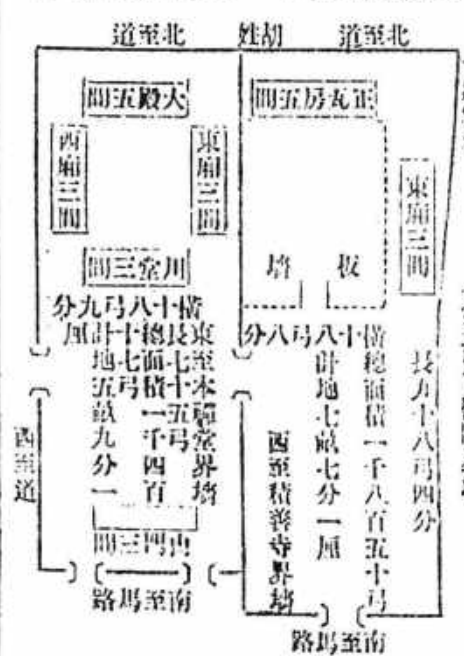 北至道
胡姓
北至道
正瓦房五間
東廂三間
板墻
橫十八弓八分
長九十八弓四分
總面積一千八百五十弓
計地七畝七分一厘
西至積善寺界墻
南至馬路
大殿五間
東廂三間
西廂三間
川堂三間
橫十八弓九分
東至本堂界墻
長七十五弓
總面積一千四百
十七弓
計地五畝九分一
厘
山門三間
西至道
南至馬路